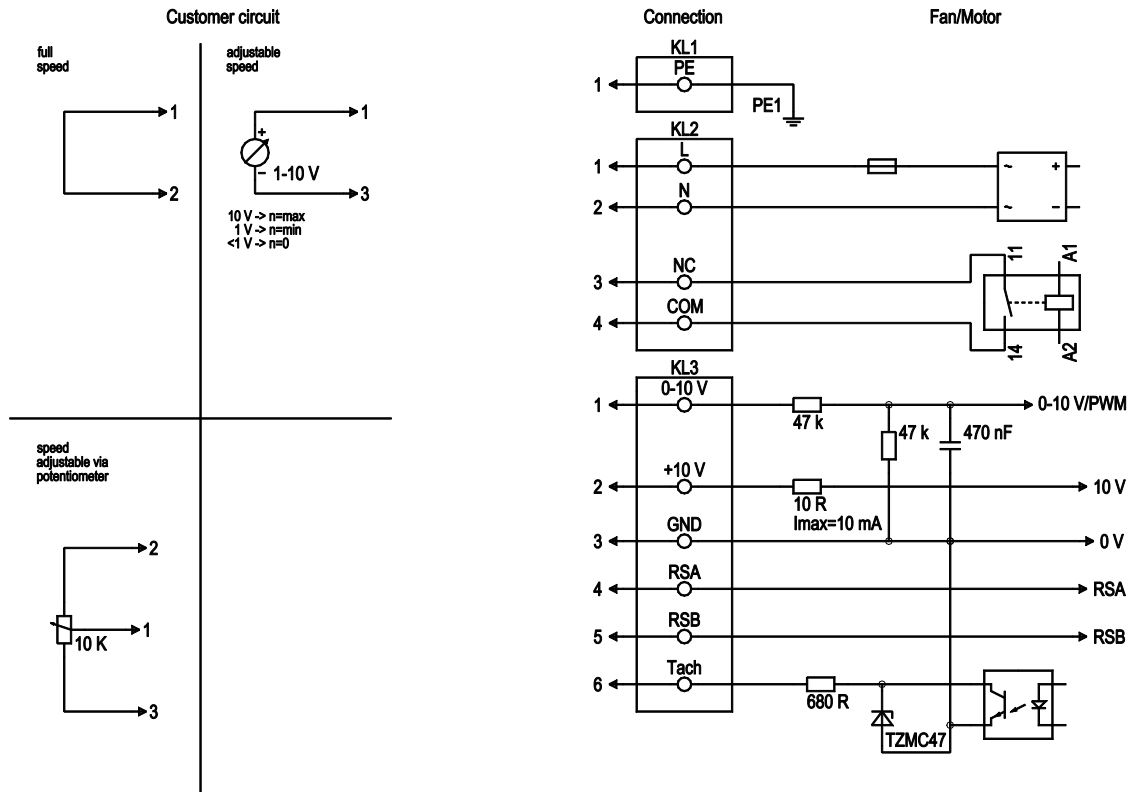 Customer circuit
Connection
Fan/Motor
full
speed
1
2
adjustable
speed
1
+
–
1-10 V
3
10 V -> n=max
1 V -> n=min
<1 V -> n=0
speed
adjustable via
potentiometer
2
10 K
1
3
KL1
PE
1
PE1
KL2
L
1
~
+
N
2
~
–
NC
3
11
A1
COM
4
14
A2
KL3
0-10 V
1
47 k
0-10 V/PWM
47 k
470 nF
+10 V
2
10 R
Imax=10 mA
10 V
GND
3
0 V
RSA
4
RSA
RSB
5
RSB
Tach
6
680 R
TZMC47